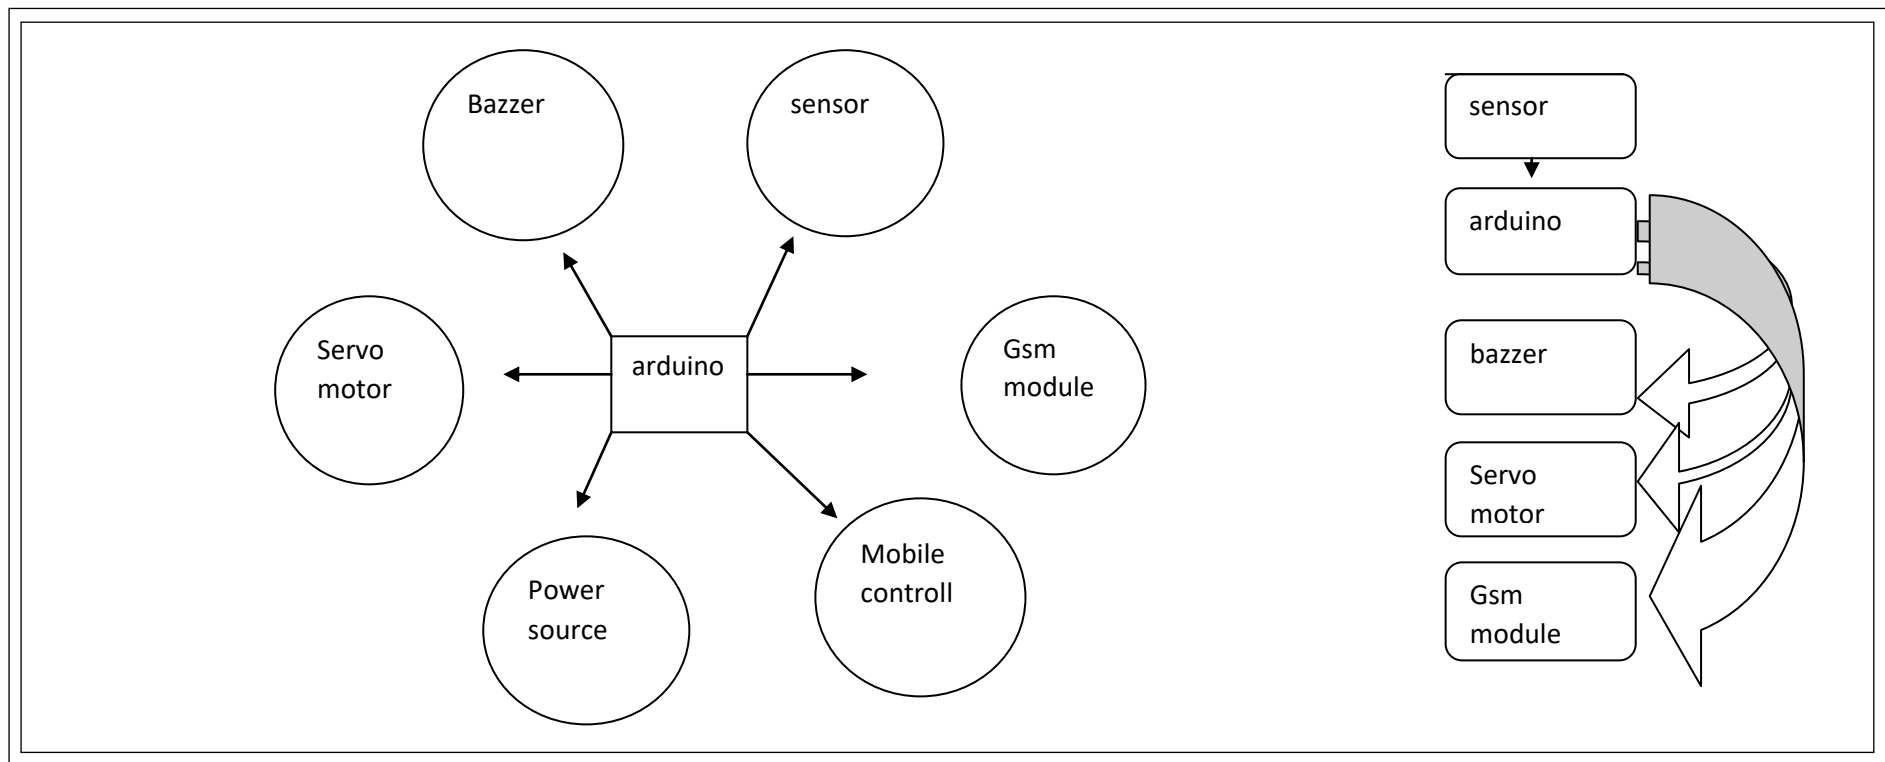 Bazzer
sensor
Servo
motor
arduino
Gsm
module
Power
source
Mobile
controll
sensor
arduino
bazzer
Servo
motor
Gsm
module